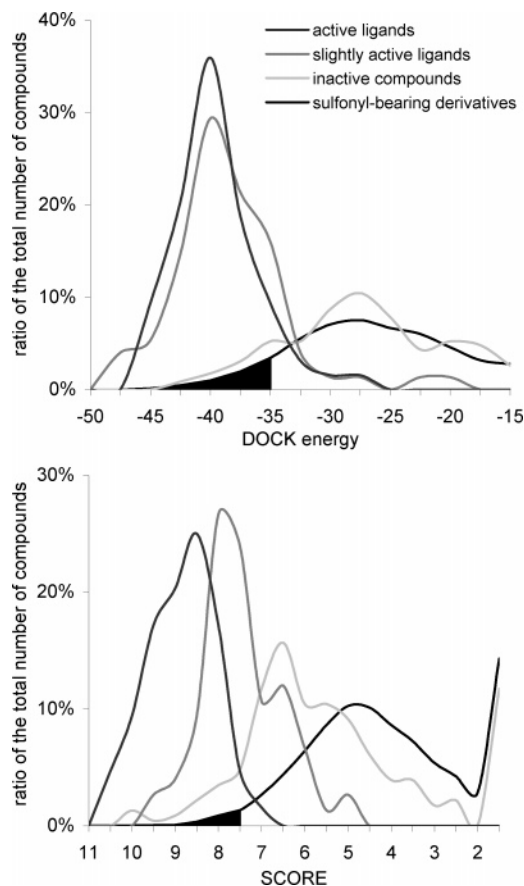 40%
30%
20%
10%
0%
ratio of the total number of compounds
active ligands
slightly active ligands
inactive compounds
sulfonyl-bearing derivatives
-50 -45 -40 -35 -30 -25 -20 -15
DOCK energy
30%
20%
10%
0%
ratio of the total number of compounds
11 10 9 8 7 6 5 4 3 2
SCORE